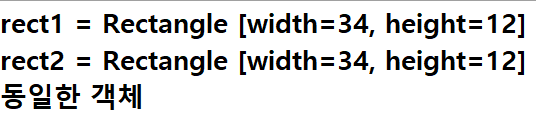 rect1 = Rectangle [width=34, height=12]
rect2 = Rectangle [width=34, height=12]
동일한 객체